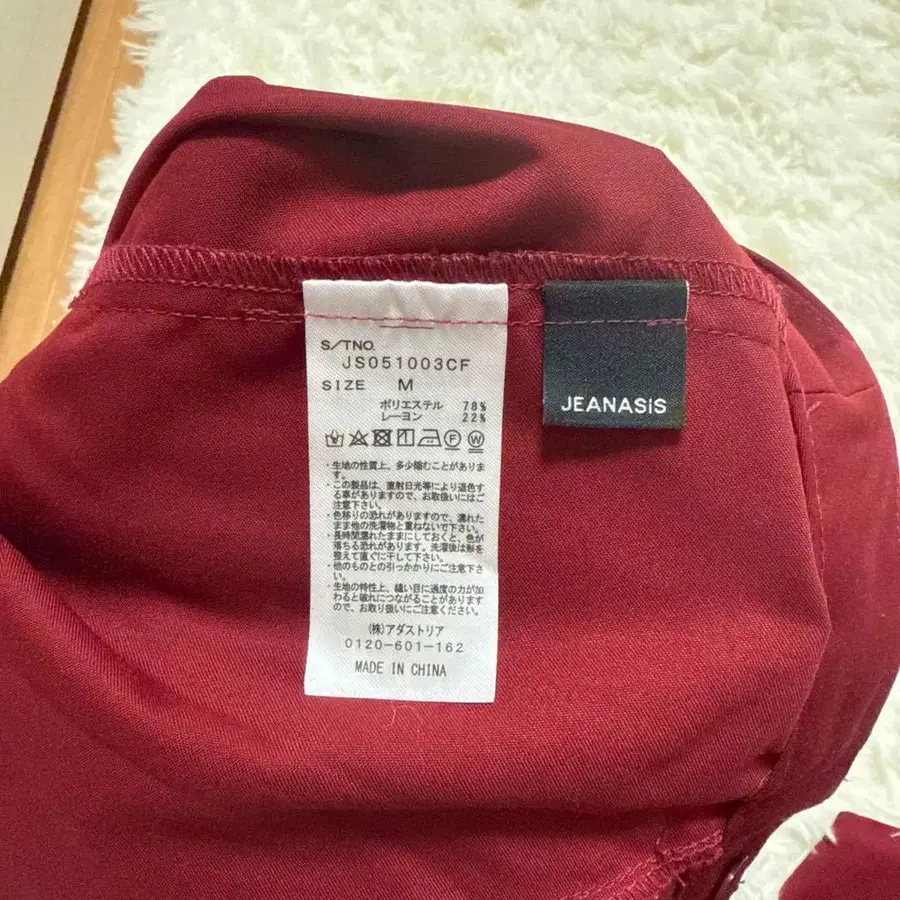 S/TNO.
JS051003CF
SIZE M
ポリエステル 78%
レーヨン 22%
・生地の性質上、多少縮むことがありま
す。
・この製品は、直射日光等により退色す
る事がありますので、お取扱いにはご
注意下さい。
・色移りの恐れがありますので、濡れた
まま他の洗濯物と重ねないで下さい。
・長時間濡れたままにしておくと、色が
落ちる恐れがあります。洗濯後は形を
整えて直ぐに干して下さい。
・他のものとの引っかかりにご注意下さ
い。
・生地の特性上、縫い目に過度の力が加
わると破れにつながることがあります
ので、お取り扱いにご注意ください。
(株)アダストリア
0120-601-162
MADE IN CHINA
JEANASIS